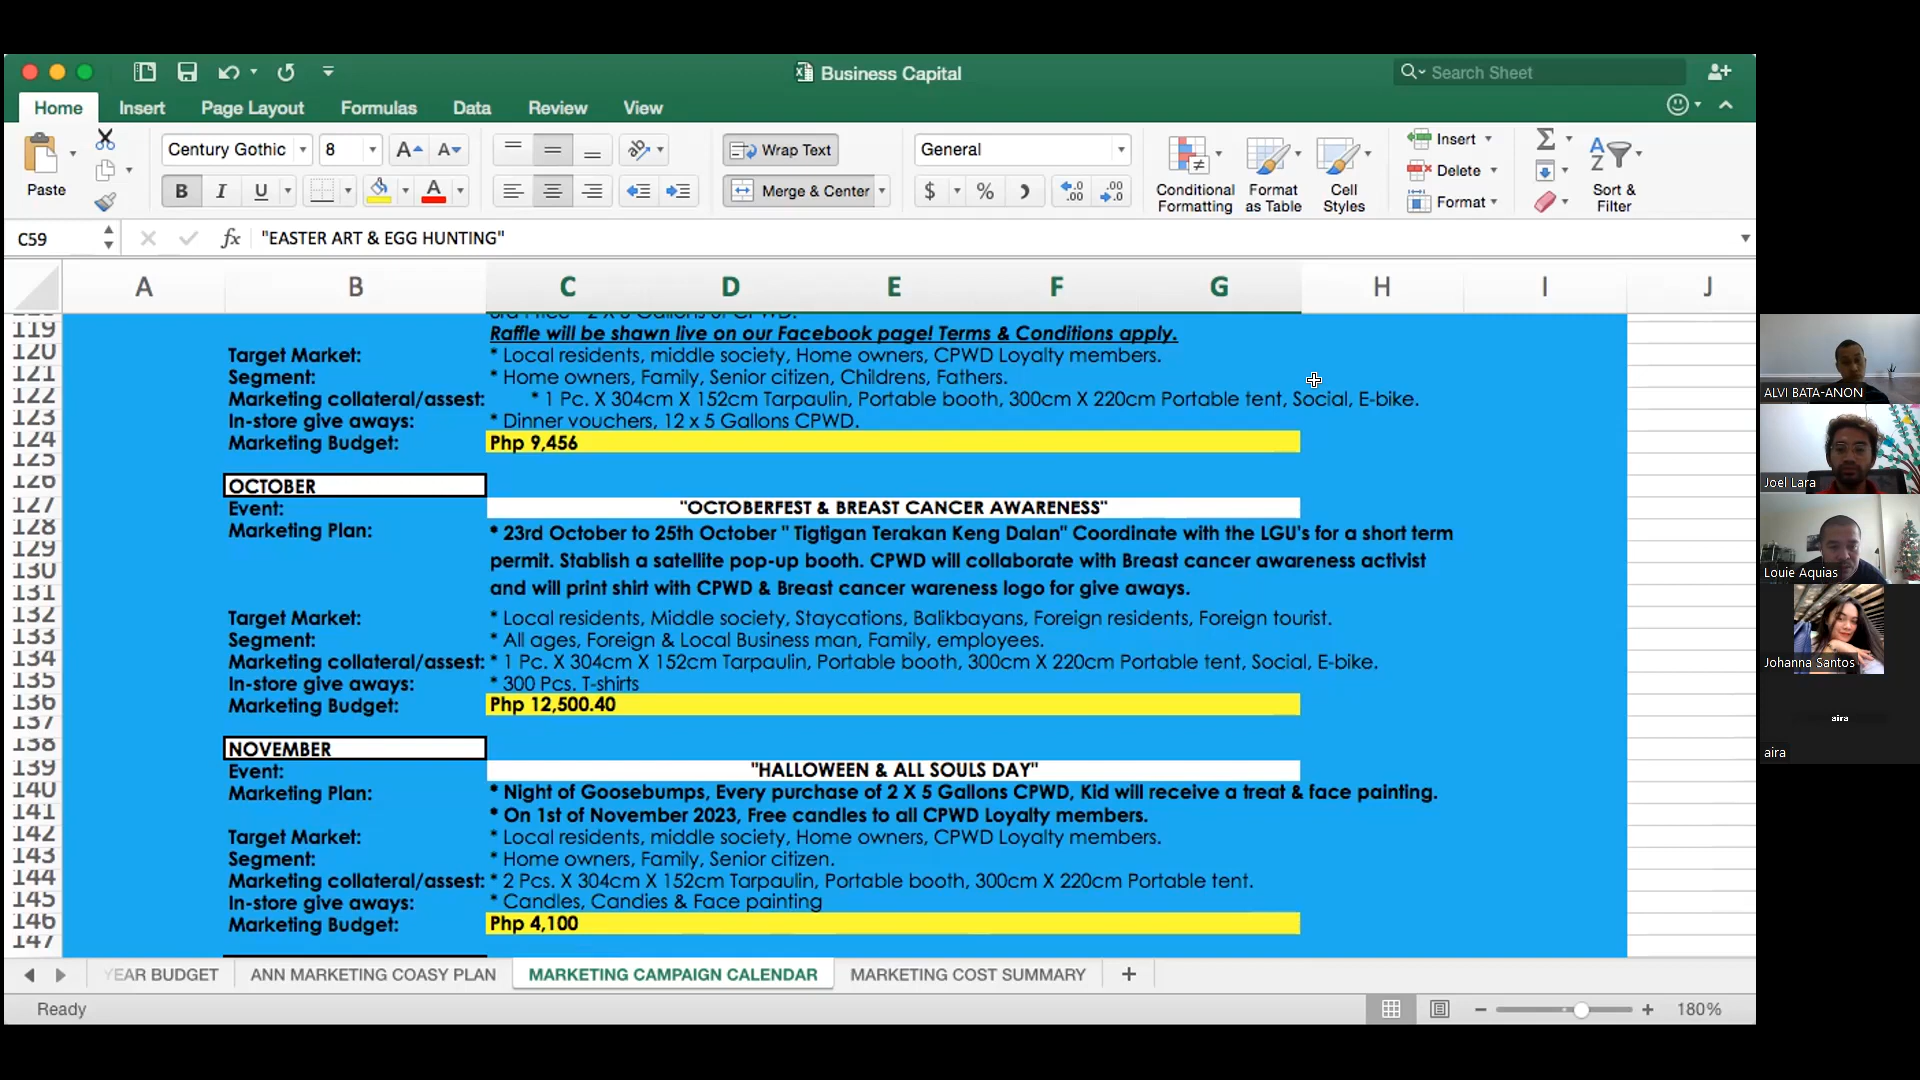 Business Capital
Search Sheet
Home Insert Page Layout Formulas Data Review View
Paste
Century Gothic 8
Wrap Text
General
Conditional Formatting
Format as Table
Cell Styles
Insert
Delete
Format
Sort & Filter
B I U
Merge & Center
C59 fx "EASTER ART & EGG HUNTING"
A B C D E F G H I J
119 Raffle will be shown live on our Facebook page! Terms & Conditions apply.
120 Target Market: * Local residents, middle society, Home owners, CPWD Loyalty members.
121 Segment: * Home owners, Family, Senior citizen, Childrens, Fathers.
122 Marketing collateral/assest: * 1 Pc. X 304cm X 152cm Tarpaulin, Portable booth, 300cm X 220cm Portable tent, Social, E-bike.
123 In-store give aways: * Dinner vouchers, 12 x 5 Gallons CPWD.
124 Marketing Budget: Php 9,456
125
126 OCTOBER
127 Event: "OCTOBERFEST & BREAST CANCER AWARENESS"
128 Marketing Plan: * 23rd October to 25th October " Tigtigan Terakan Keng Dalan" Coordinate with the LGU's for a short term
129 permit. Stablish a satellite pop-up booth. CPWD will collaborate with Breast cancer awareness activist
130
131 and will print shirt with CPWD & Breast cancer wareness logo for give aways.
132 Target Market: * Local residents, Middle society, Staycations, Balikbayans, Foreign residents, Foreign tourist.
133 Segment: * All ages, Foreign & Local Business man, Family, employees.
134 Marketing collateral/assest: * 1 Pc. X 304cm X 152cm Tarpaulin, Portable booth, 300cm X 220cm Portable tent, Social, E-bike.
135 In-store give aways: * 300 Pcs. T-shirts
136 Marketing Budget: Php 12,500.40
137
138 NOVEMBER
139 Event: "HALLOWEEN & ALL SOULS DAY"
140 Marketing Plan: * Night of Goosebumps, Every purchase of 2 X 5 Gallons CPWD, Kid will receive a treat & face painting.
141 * On 1st of November 2023, Free candles to all CPWD Loyalty members.
142 Target Market: * Local residents, middle society, Home owners, CPWD Loyalty members.
143 Segment: * Home owners, Family, Senior citizen.
144 Marketing collateral/assest: * 2 Pcs. X 304cm X 152cm Tarpaulin, Portable booth, 300cm X 220cm Portable tent.
145 In-store give aways: * Candles, Candies & Face painting
146 Marketing Budget: Php 4,100
147
YEAR BUDGET ANN MARKETING COASY PLAN MARKETING CAMPAIGN CALENDAR MARKETING COST SUMMARY
Ready 180%
ALVI BATA-ANON
Joel Lara
Louie Aquias
Johanna Santos
aira
aira